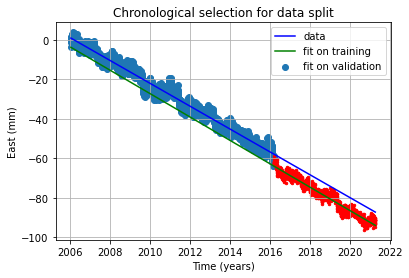 Chronological selection for data split
data
fit on training
fit on validation
East (mm)
0
−20
−40
−60
−80
−100
2006 2008 2010 2012 2014 2016 2018 2020 2022
Time (years)